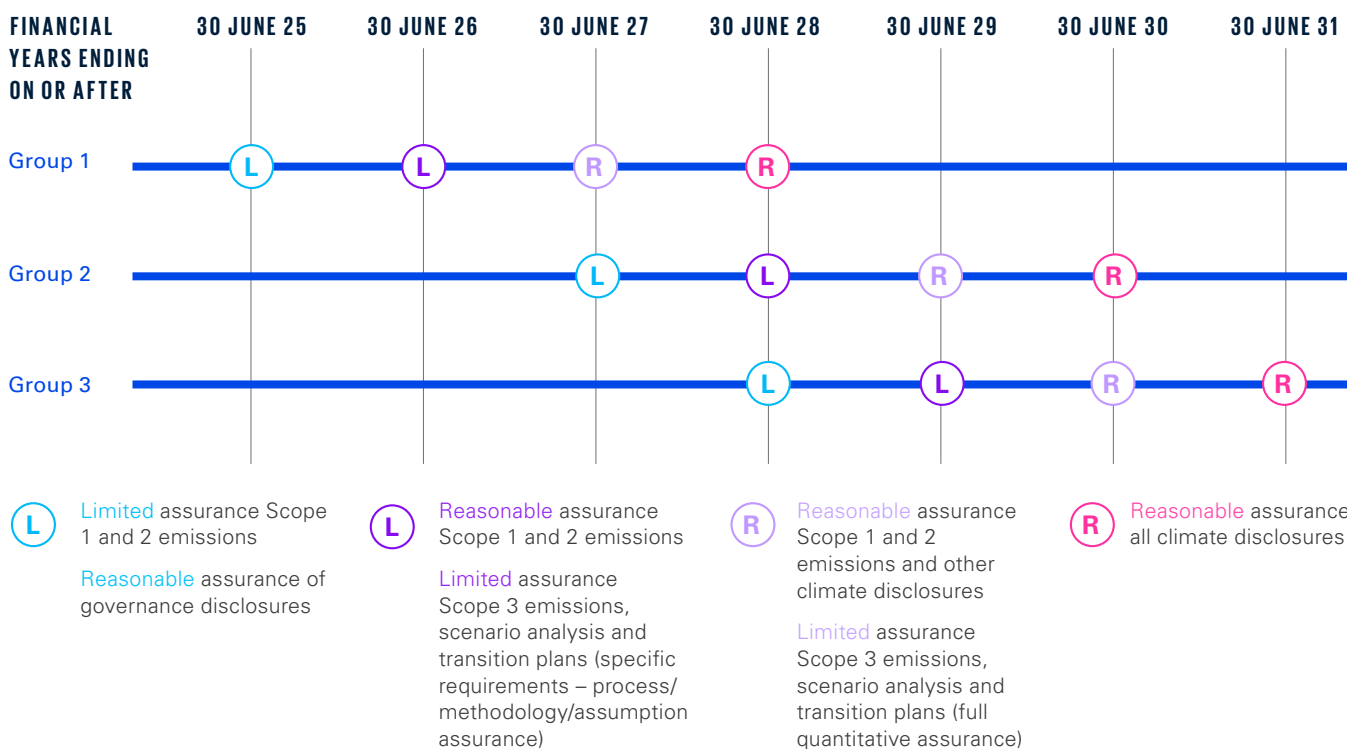 FINANCIAL
YEARS ENDING
ON OR AFTER
30 JUNE 25
30 JUNE 26
30 JUNE 27
30 JUNE 28
30 JUNE 29
30 JUNE 30
30 JUNE 31
Group 1
L
L
R
R
Group 2
L
L
R
R
Group 3
L
L
R
R
L
Limited assurance Scope
1 and 2 emissions
Reasonable assurance of
governance disclosures
L
Reasonable assurance
Scope 1 and 2 emissions
Limited assurance
Scope 3 emissions,
scenario analysis and
transition plans (specific
requirements – process/
methodology/assumption
assurance)
R
Reasonable assurance
Scope 1 and 2
emissions and other
climate disclosures
Limited assurance
Scope 3 emissions,
scenario analysis and
transition plans (full
quantitative assurance)
R
Reasonable assurance
all climate disclosures